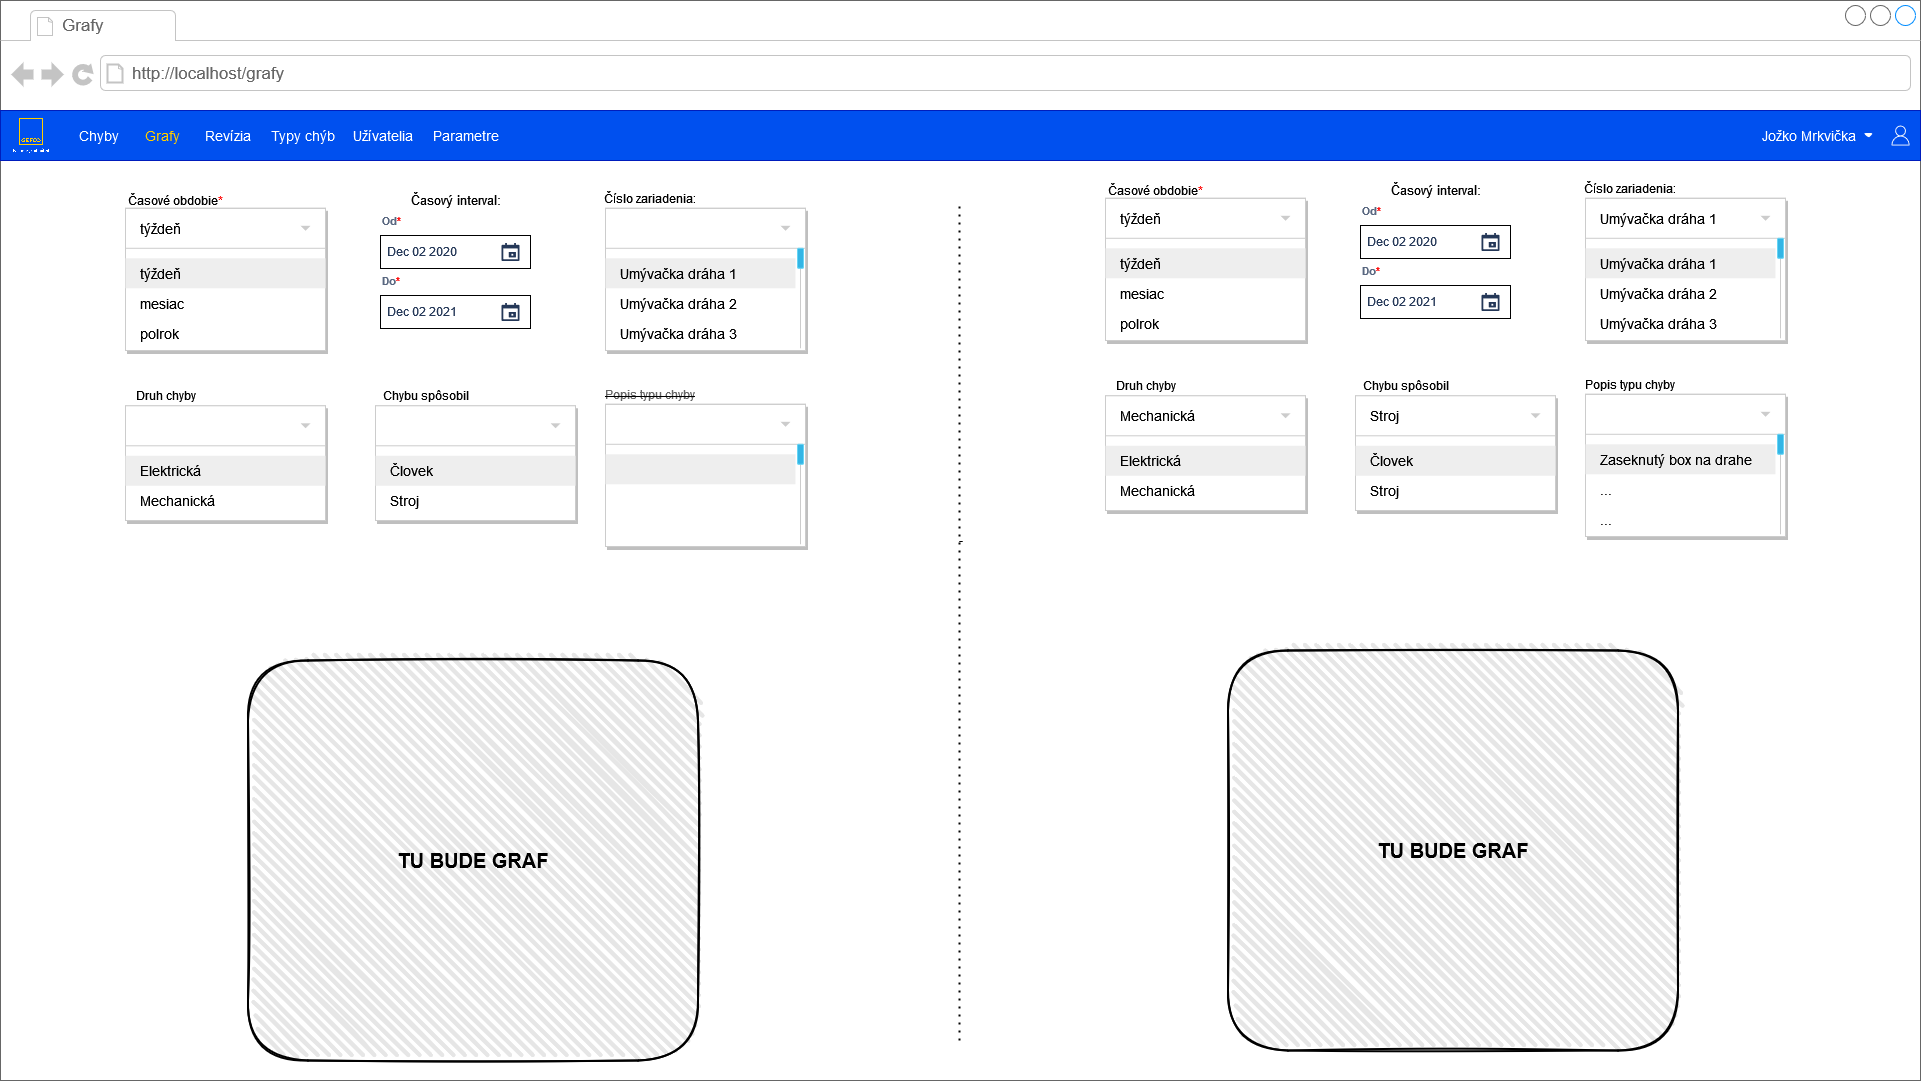 Grafy
http://localhost/grafy
GEFCO
Chyby Grafy Revízia Typy chýb Užívatelia Parametre Jožko Mrkvička
Časové obdobie*
týždeň
týždeň
mesiac
polrok
Časový interval:
Od*
Dec 02 2020
Do*
Dec 02 2021
Číslo zariadenia:
Umývačka dráha 1
Umývačka dráha 2
Umývačka dráha 3
Druh chyby
Elektrická
Mechanická
Chybu spôsobil
Človek
Stroj
Popis typu chyby
TU BUDE GRAF
Časové obdobie*
týždeň
týždeň
mesiac
polrok
Časový interval:
Od*
Dec 02 2020
Do*
Dec 02 2021
Číslo zariadenia:
Umývačka dráha 1
Umývačka dráha 1
Umývačka dráha 2
Umývačka dráha 3
Druh chyby
Mechanická
Elektrická
Mechanická
Chybu spôsobil
Stroj
Človek
Stroj
Popis typu chyby
Zaseknutý box na drahe
...
...
TU BUDE GRAF